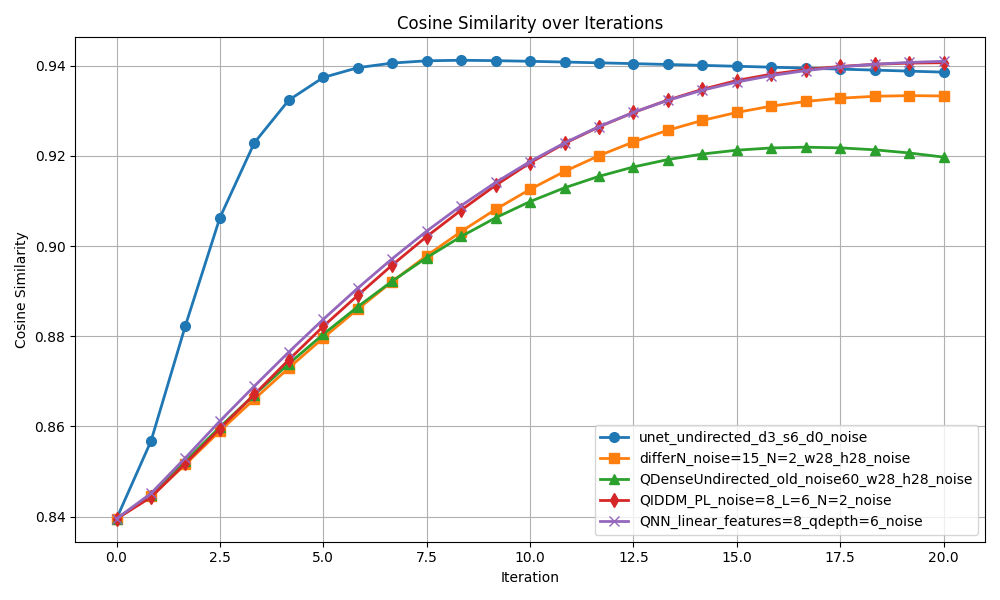 Cosine Similarity over Iterations
Cosine Similarity
0.94
0.92
0.90
0.88
0.86
0.84
unet_undirected_d3_s6_d0_noise
differN_noise=15_N=2_w28_h28_noise
QDenseUndirected_old_noise60_w28_h28_noise
QIDDM_PL_noise=8_L=6_N=2_noise
QNN_linear_features=8_qdepth=6_noise
0.0 2.5 5.0 7.5 10.0 12.5 15.0 17.5 20.0
Iteration